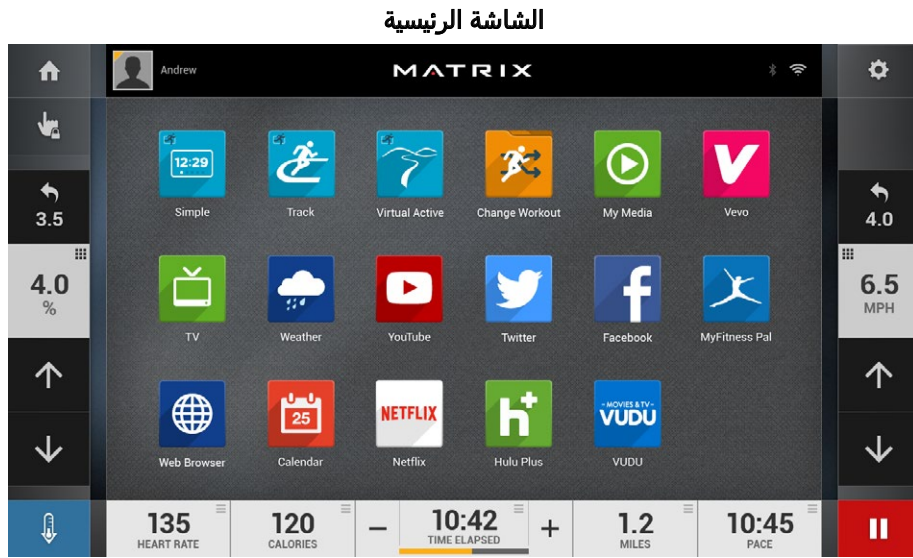 الشاشة الرئيسية
Andrew
MATRIX
12:29
Simple
Track
Virtual Active
Change Workout
My Media
V
Vevo
3.5
4.0
4.0
%
6.5
MPH
TV
Weather
YouTube
Twitter
f
Facebook
MyFitness Pal
Web Browser
25
Calendar
NETFLIX
Netflix
h+
Hulu Plus
-MOVIES & TV-
VUDU
VUDU
135
HEART RATE
120
CALORIES
−
10:42
TIME ELAPSED
+
1.2
MILES
10:45
PACE